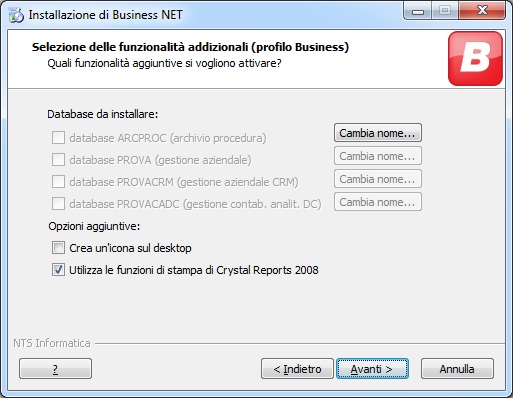 Installazione di Business NET
Selezione delle funzionalità addizionali (profilo Business)
Quali funzionalità aggiuntive si vogliono attivare?
B
Database da installare:
database ARCPROC (archivio procedura) Cambia nome...
database PROVA (gestione aziendale) Cambia nome...
database PROVACRM (gestione aziendale CRM) Cambia nome...
database PROVACADC (gestione contab. analit. DC) Cambia nome...
Opzioni aggiuntive:
Crea un'icona sul desktop
Utilizza le funzioni di stampa di Crystal Reports 2008
NTS Informatica
? < Indietro Avanti > Annulla